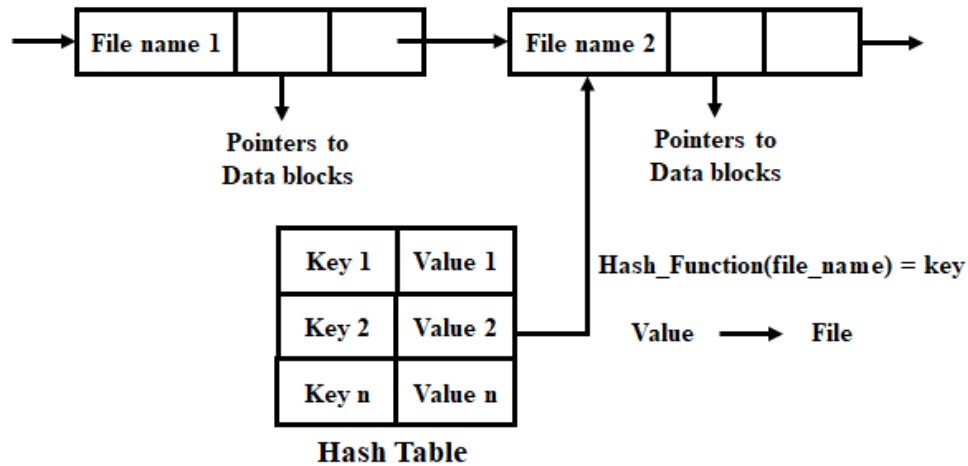 File name 1
File name 2
Pointers to
Data blocks
Pointers to
Data blocks
Key 1 Value 1
Key 2 Value 2
Key n Value n
Hash_Function(file_name) = key
Value File
Hash Table